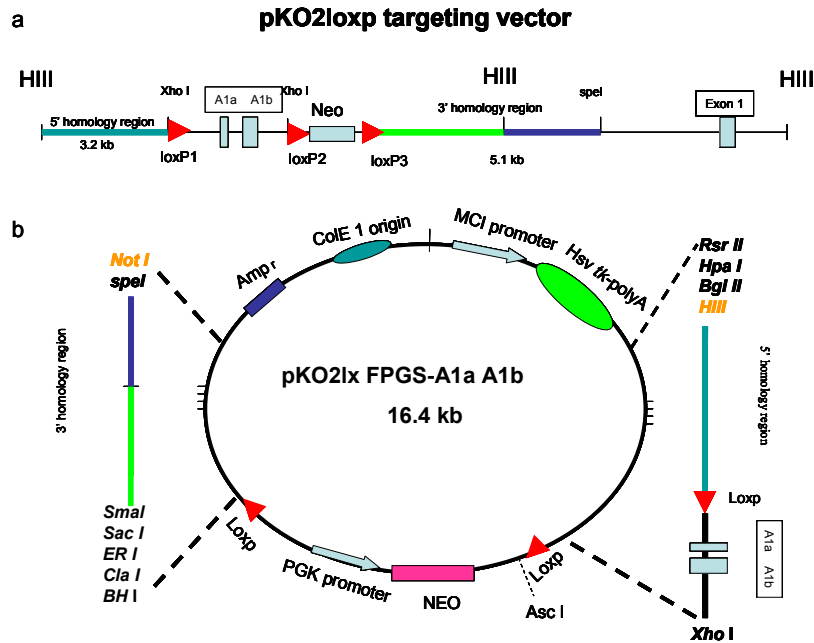 pKO2loxp targeting vector
a
HIII
HIII
HIII
Xho I
A1a A1b
Xho I
Neo
3' homology region
speI
Exon 1
5' homology region
3.2 kb
loxP1
loxP2
loxP3
5.1 kb
b
Not I
speI
3' homology region
SmaI
Sac I
ER I
Cla I
BH I
Amp r
ColE 1 origin
MCI promoter
Hsv tk-polyA
pKO2lx FPGS-A1a A1b
16.4 kb
Loxp
PGK promoter
NEO
Loxp
Asc I
Rsr II
Hpa I
Bgl II
HIII
5' homology region
Loxp
A1a
A1b
Xho I